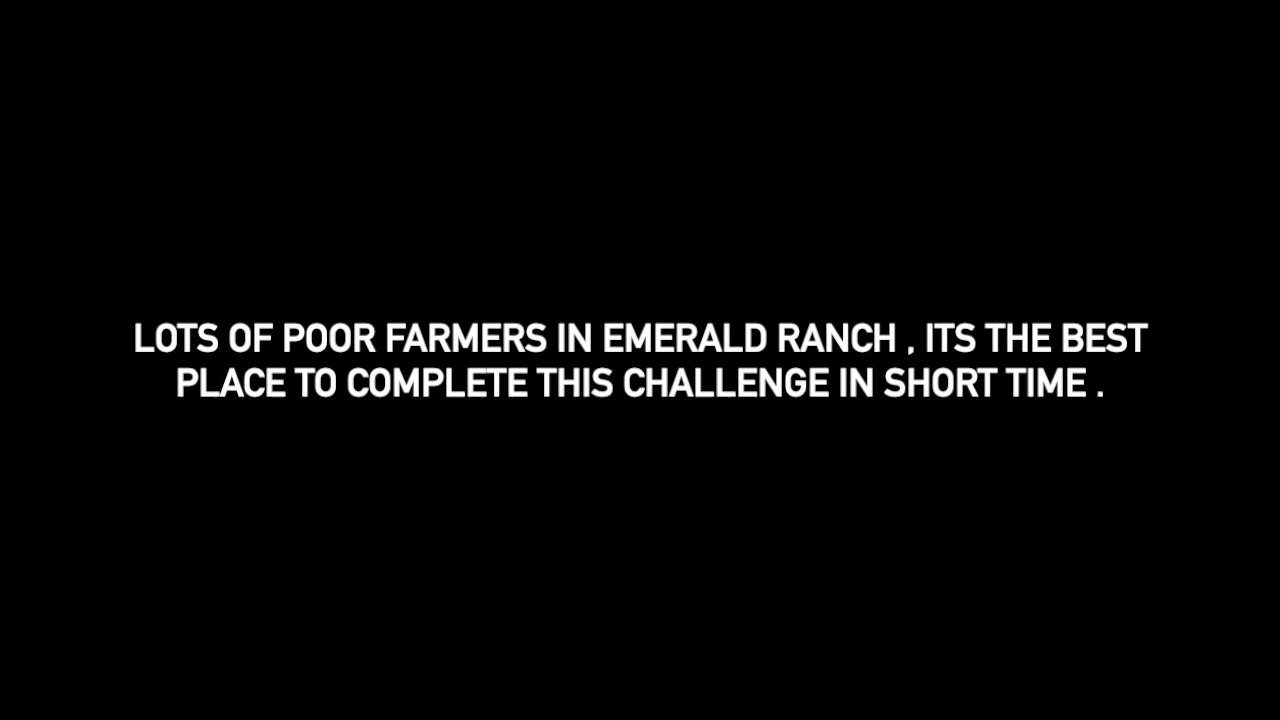 LOTS OF POOR FARMERS IN EMERALD RANCH , ITS THE BEST
PLACE TO COMPLETE THIS CHALLENGE IN SHORT TIME .